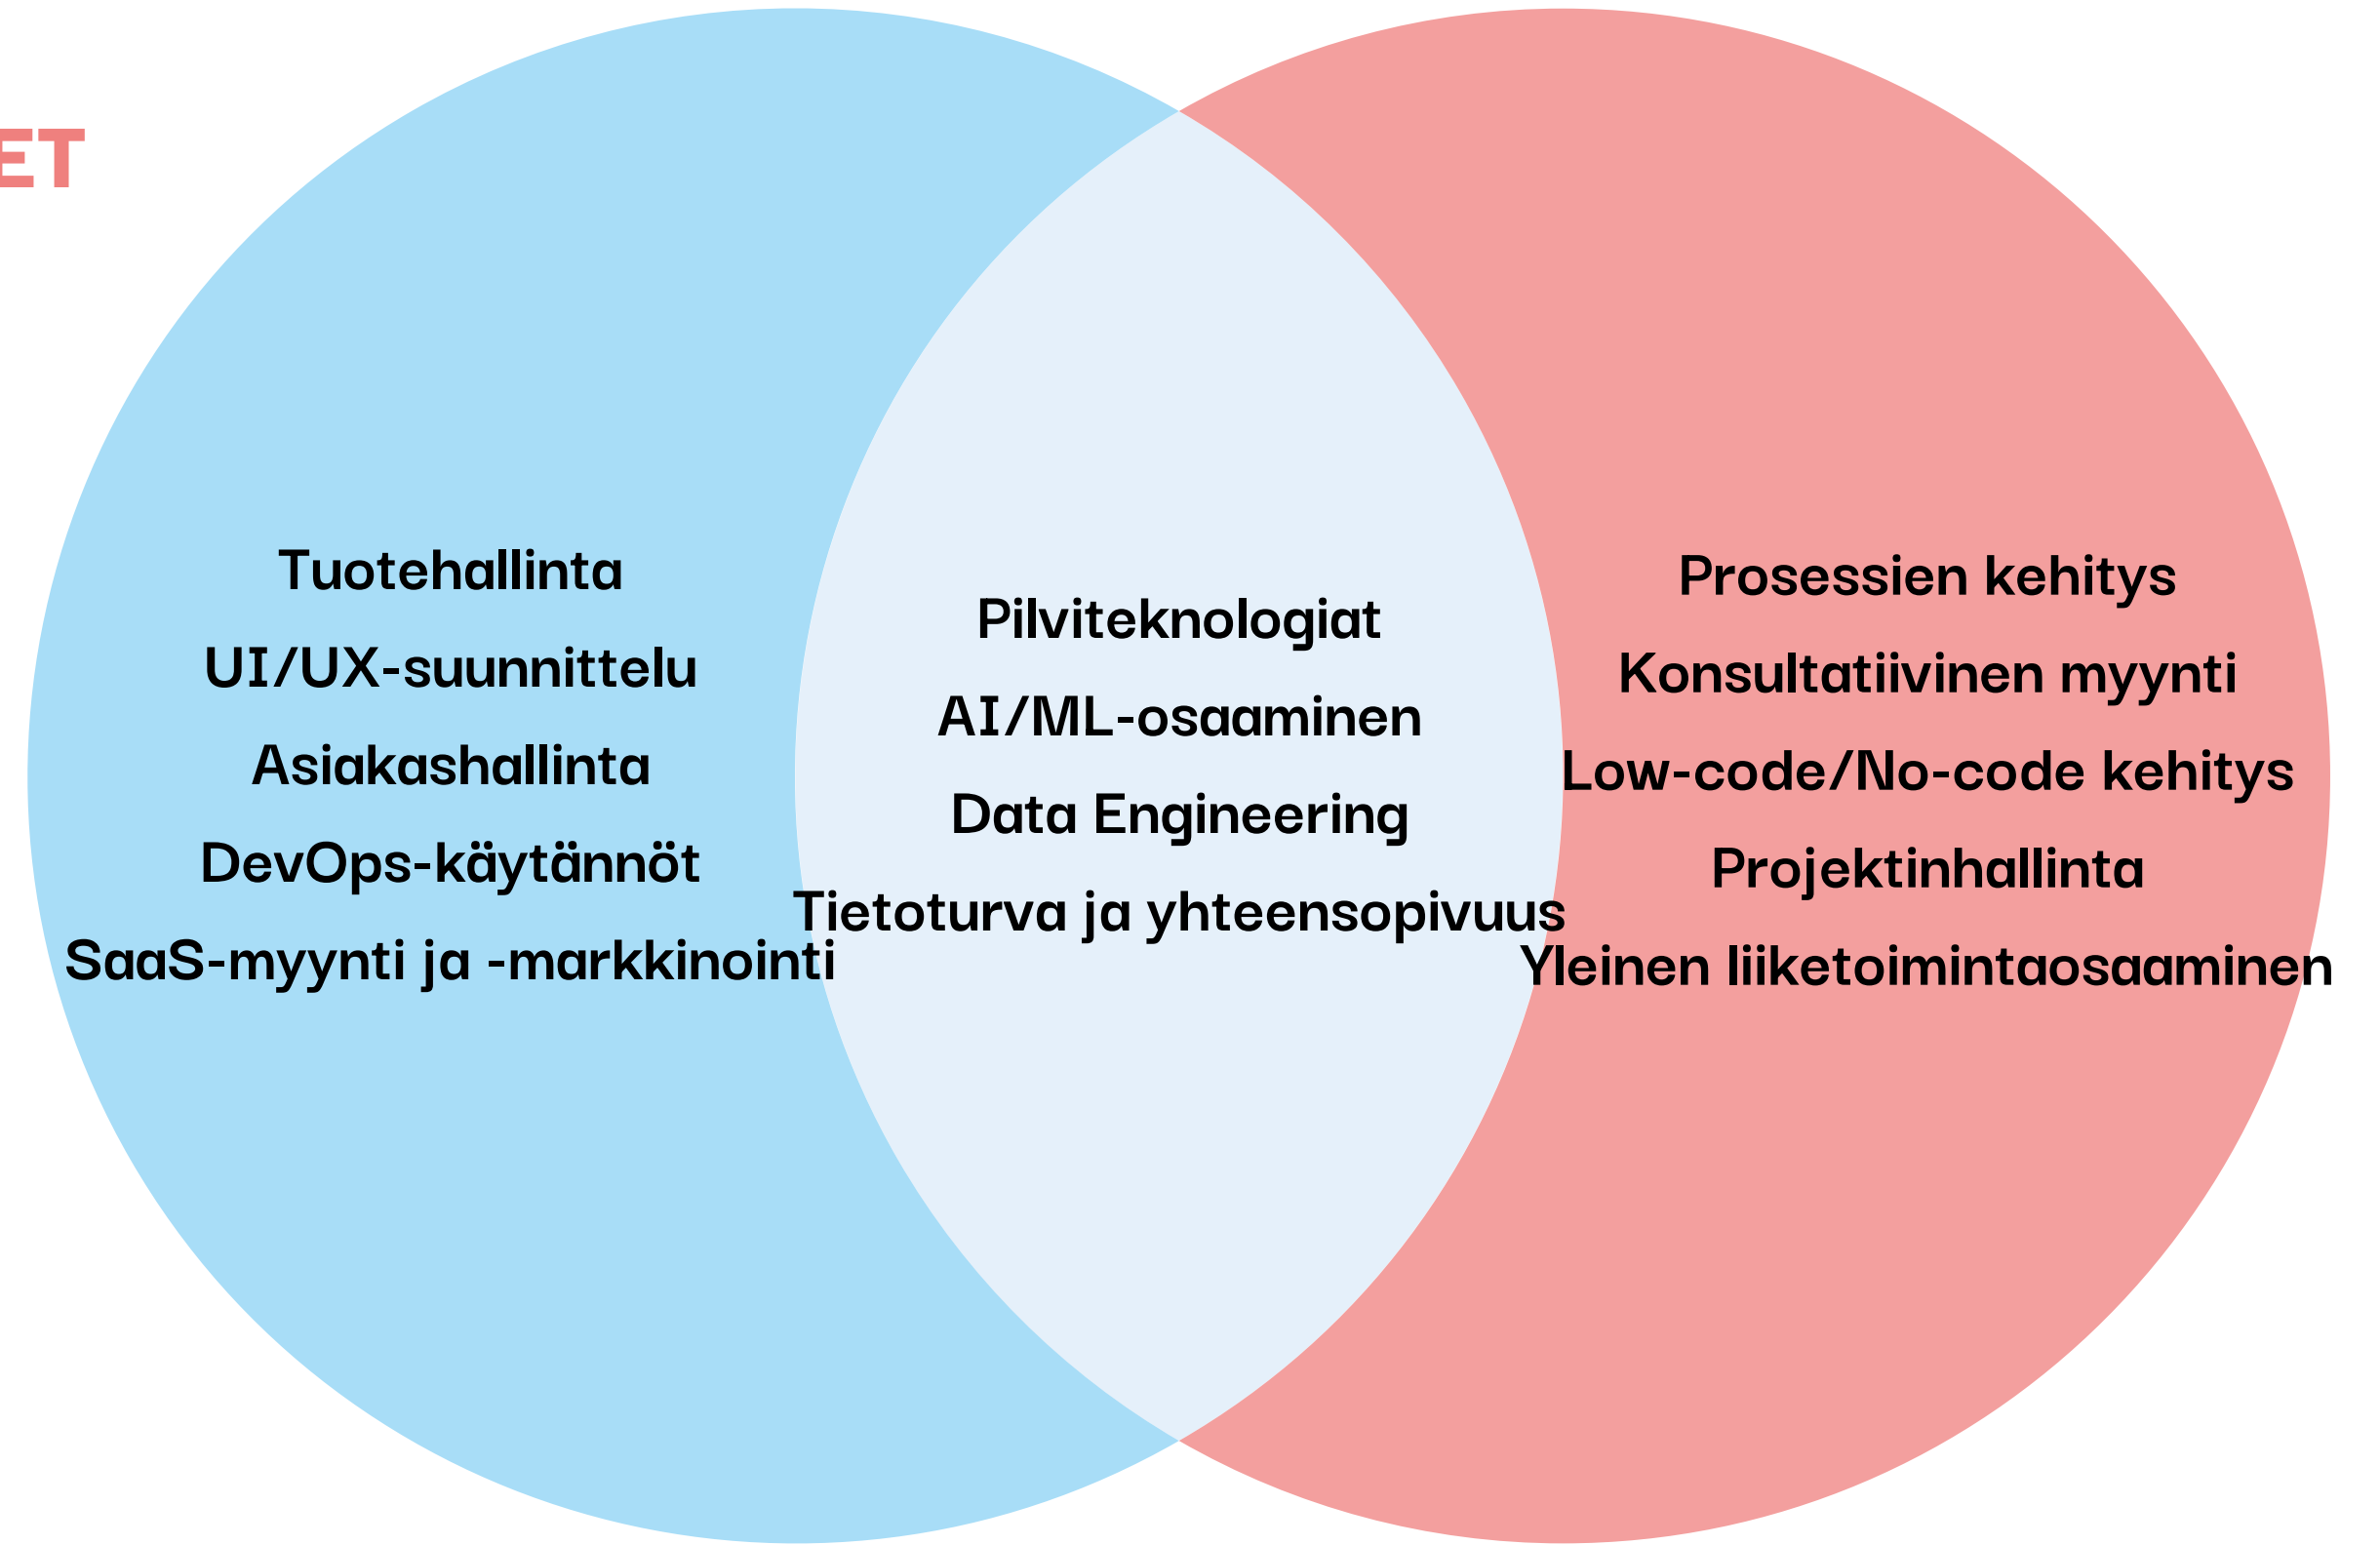 ET
Tuotehallinta
UI/UX-suunnittelu
Asiakashallinta
DevOps-käytännöt
SaaS-myynti ja -markkinointi
Pilviteknologiat
AI/ML-osaaminen
Data Engineering
Tietoturva ja yhteensopivuus
Prosessien kehitys
Konsultatiivinen myynti
Low-code/No-code kehitys
Projektinhallinta
Yleinen liiketoimintaosaaminen